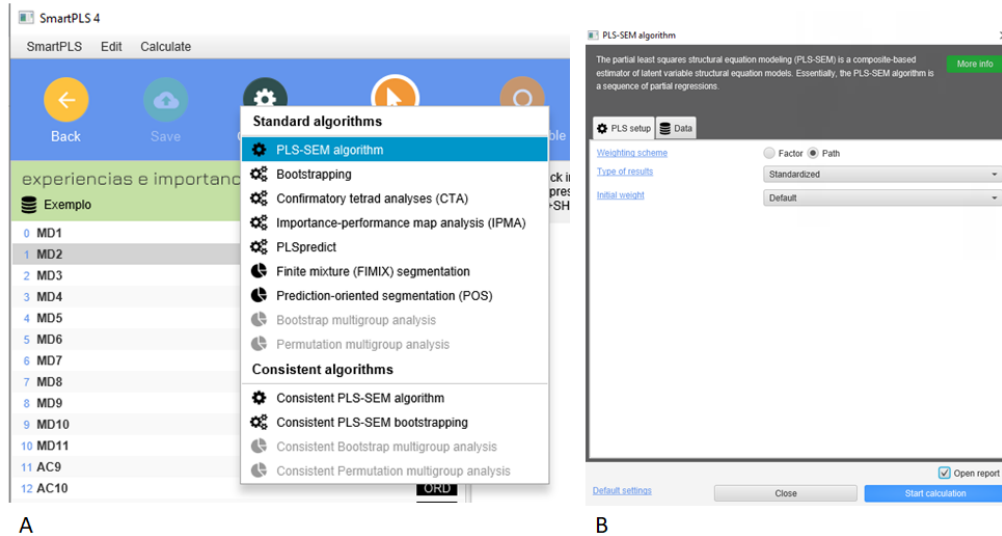 SmartPLS 4
SmartPLS Edit Calculate
Back
Save
experiencias e importanc
Exemplo
0 MD1
1 MD2
2 MD3
3 MD4
4 MD5
5 MD6
6 MD7
7 MD8
8 MD9
9 MD10
10 MD11
11 AC9
12 AC10
ORD
Standard algorithms
PLS-SEM algorithm
Bootstrapping
Confirmatory tetrad analyses (CTA)
Importance-performance map analysis (IPMA)
PLSpredict
Finite mixture (FIMIX) segmentation
Prediction-oriented segmentation (POS)
Bootstrap multigroup analysis
Permutation multigroup analysis
Consistent algorithms
Consistent PLS-SEM algorithm
Consistent PLS-SEM bootstrapping
Consistent Bootstrap multigroup analysis
Consistent Permutation multigroup analysis
A
PLS-SEM algorithm
The partial least squares structural equation modeling (PLS-SEM) is a composite-based
estimator of latent variable structural equation models. Essentially, the PLS-SEM algorithm is
a sequence of partial regressions.
More info
PLS setup Data
Weighting scheme Factor Path
Type of results Standardized
Initial weight Default
Open report
Default settings Close Start calculation
B